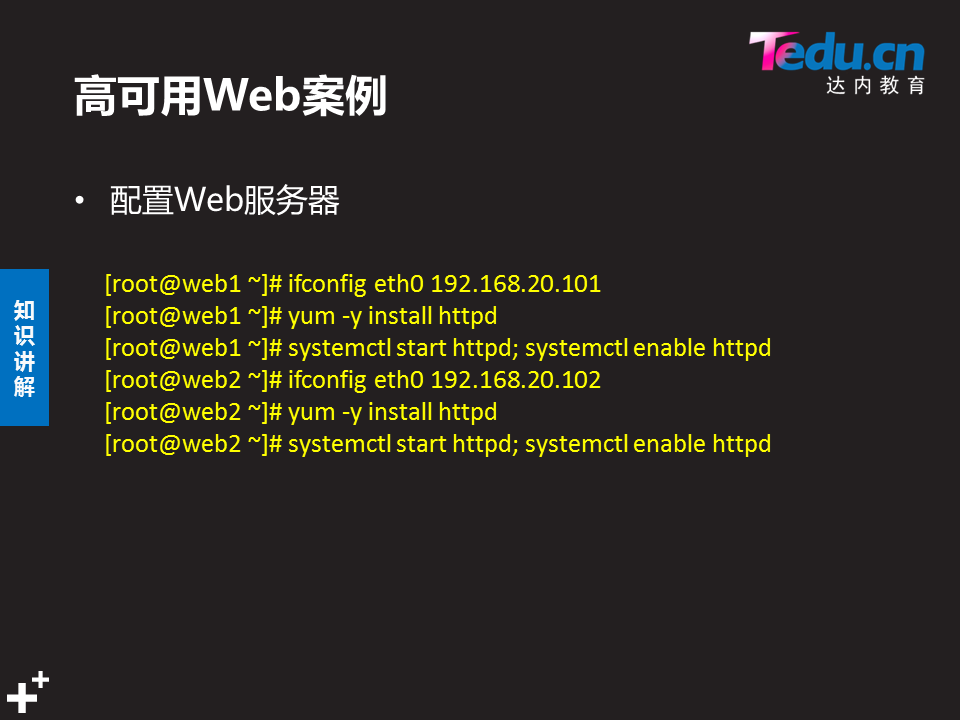 Tedu.cn
达内教育
高可用Web案例
• 配置Web服务器
知识讲解
[root@web1 ~]# ifconfig eth0 192.168.20.101
[root@web1 ~]# yum -y install httpd
[root@web1 ~]# systemctl start httpd; systemctl enable httpd
[root@web2 ~]# ifconfig eth0 192.168.20.102
[root@web2 ~]# yum -y install httpd
[root@web2 ~]# systemctl start httpd; systemctl enable httpd
++